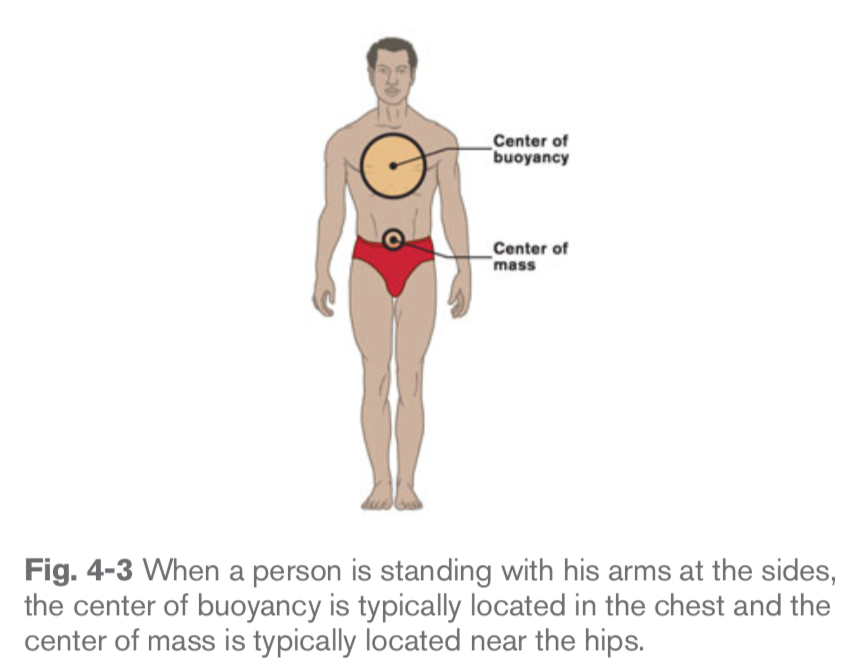 Center of
buoyancy
Center of
mass
Fig. 4-3 When a person is standing with his arms at the sides,
the center of buoyancy is typically located in the chest and the
center of mass is typically located near the hips.